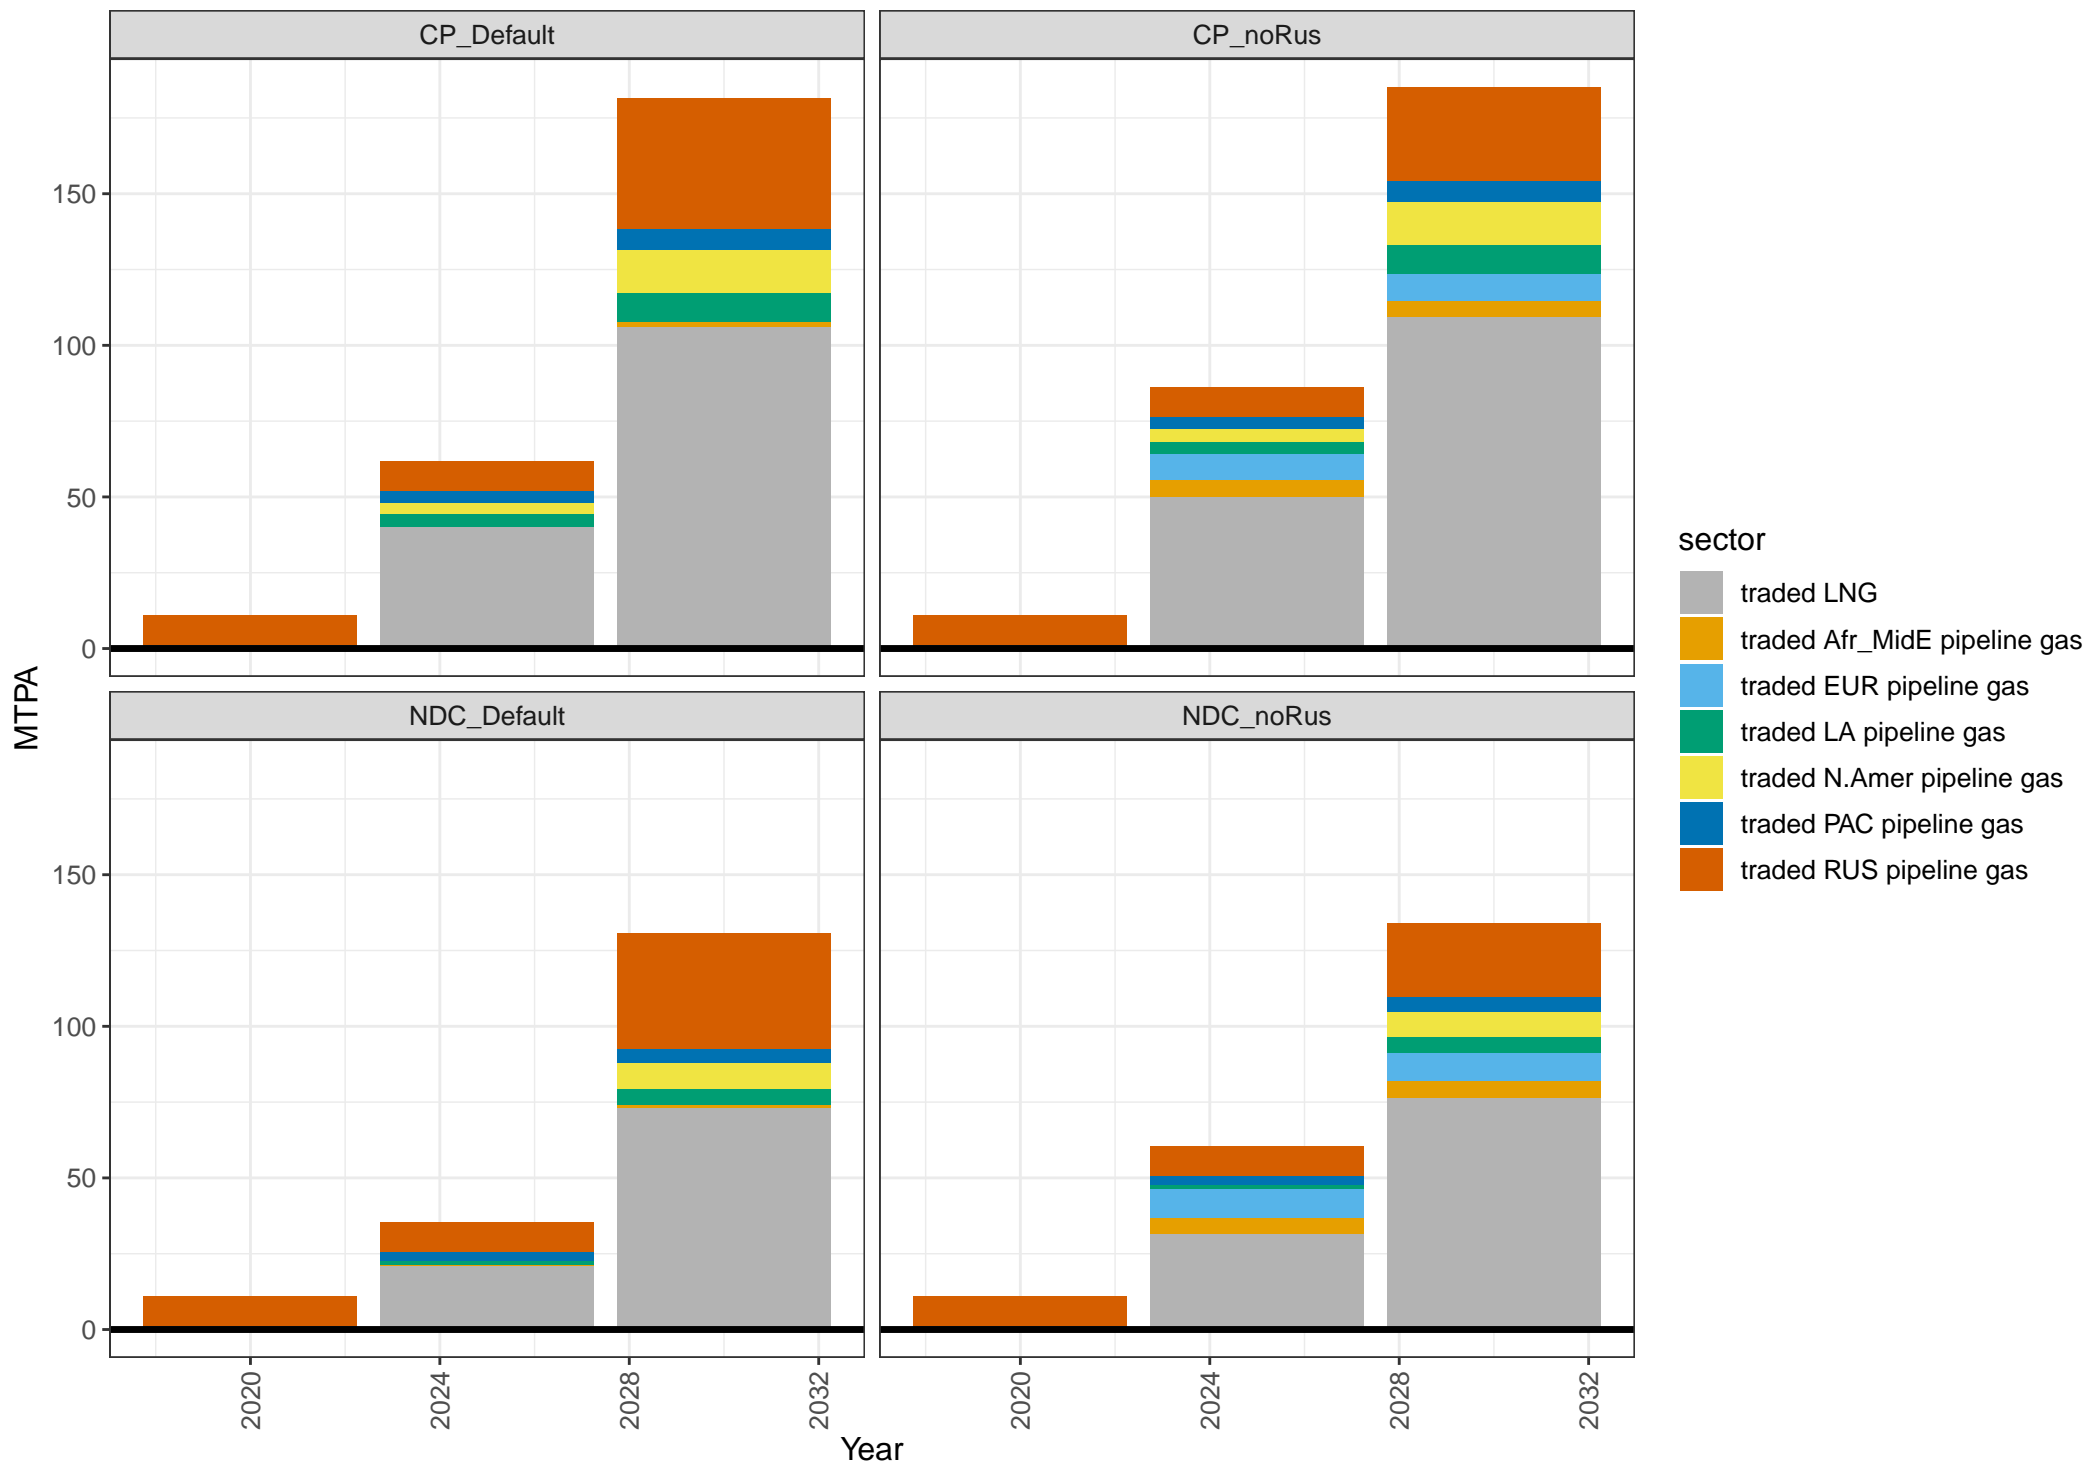 CP_Default
CP_noRus
150
100
50
0
NDC_Default
NDC_noRus
150
100
50
0
MTPA
2020
2024
2028
2032
2020
2024
2028
2032
Year
sector
traded LNG
traded Afr_MidE pipeline gas
traded EUR pipeline gas
traded LA pipeline gas
traded N.Amer pipeline gas
traded PAC pipeline gas
traded RUS pipeline gas